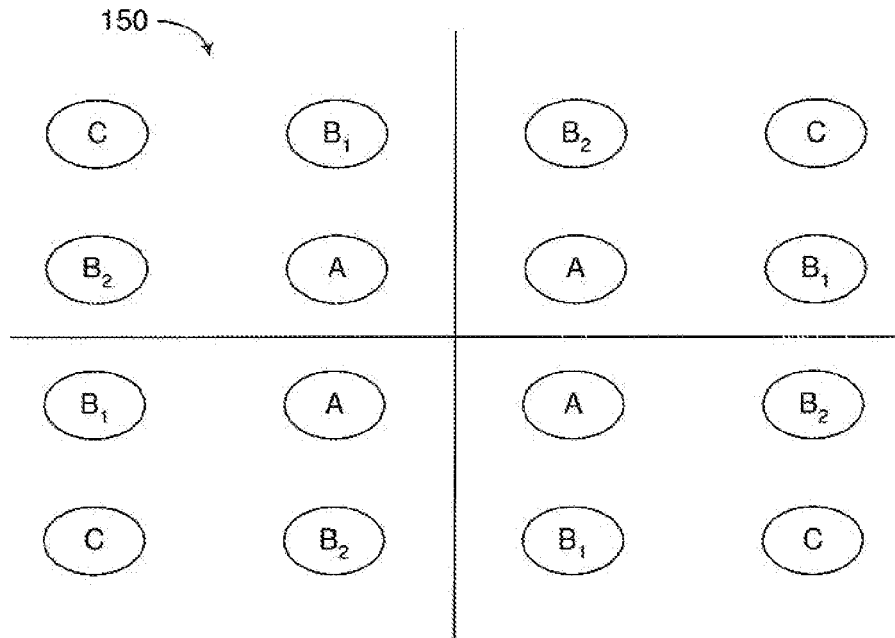 150
C B₁ B₂ C
B₂ A A B₁
B₁ A A B₂
C B₂ B₁ C